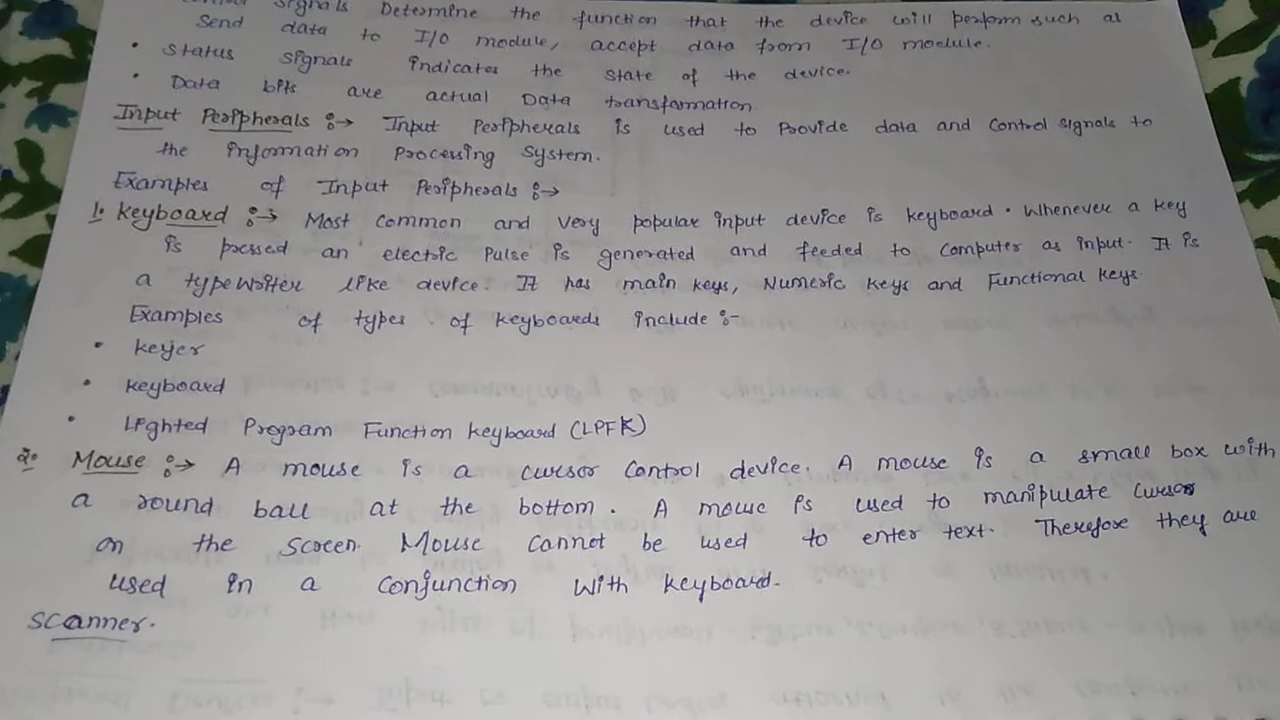 Signals Determine the function that the device will perform such as
Send data to I/O module, accept data from I/O module.
• Status signals indicates the state of the device.
• Data bits are actual Data transformation
Input Peripherals :→ Input Peripherals is used to Provide data and Control signals to
the information Processing System.
Examples of Input Peripherals :→
1. Keyboard :→ Most Common and very popular input device is keyboard. Whenever a key
is pressed an electric Pulse is generated and feeded to Computer as input. It is
a typewriter like device. It has main keys, Numeric keys and Functional keys
Examples of types of keyboards include :-
• keyer
• keyboard
• Lighted Program Function keyboard (LPFK)
2. Mouse :→ A mouse is a cursor Control device. A mouse is a small box with
a round ball at the bottom. A mouse is used to manipulate Cursor
on the screen. Mouse Cannot be used to enter text. Therefore they are
used in a Conjunction With keyboard.
Scanner.